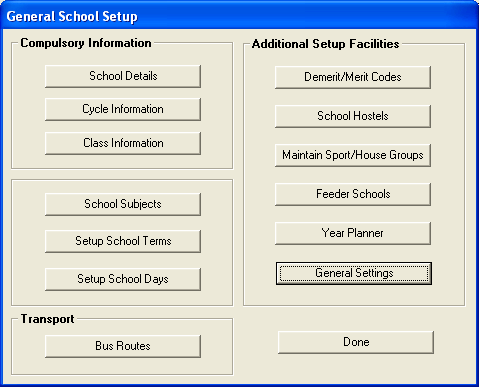 General School Setup
Compulsory Information
School Details
Cycle Information
Class Information
School Subjects
Setup School Terms
Setup School Days
Transport
Bus Routes
Additional Setup Facilities
Demerit/Merit Codes
School Hostels
Maintain Sport/House Groups
Feeder Schools
Year Planner
General Settings
Done